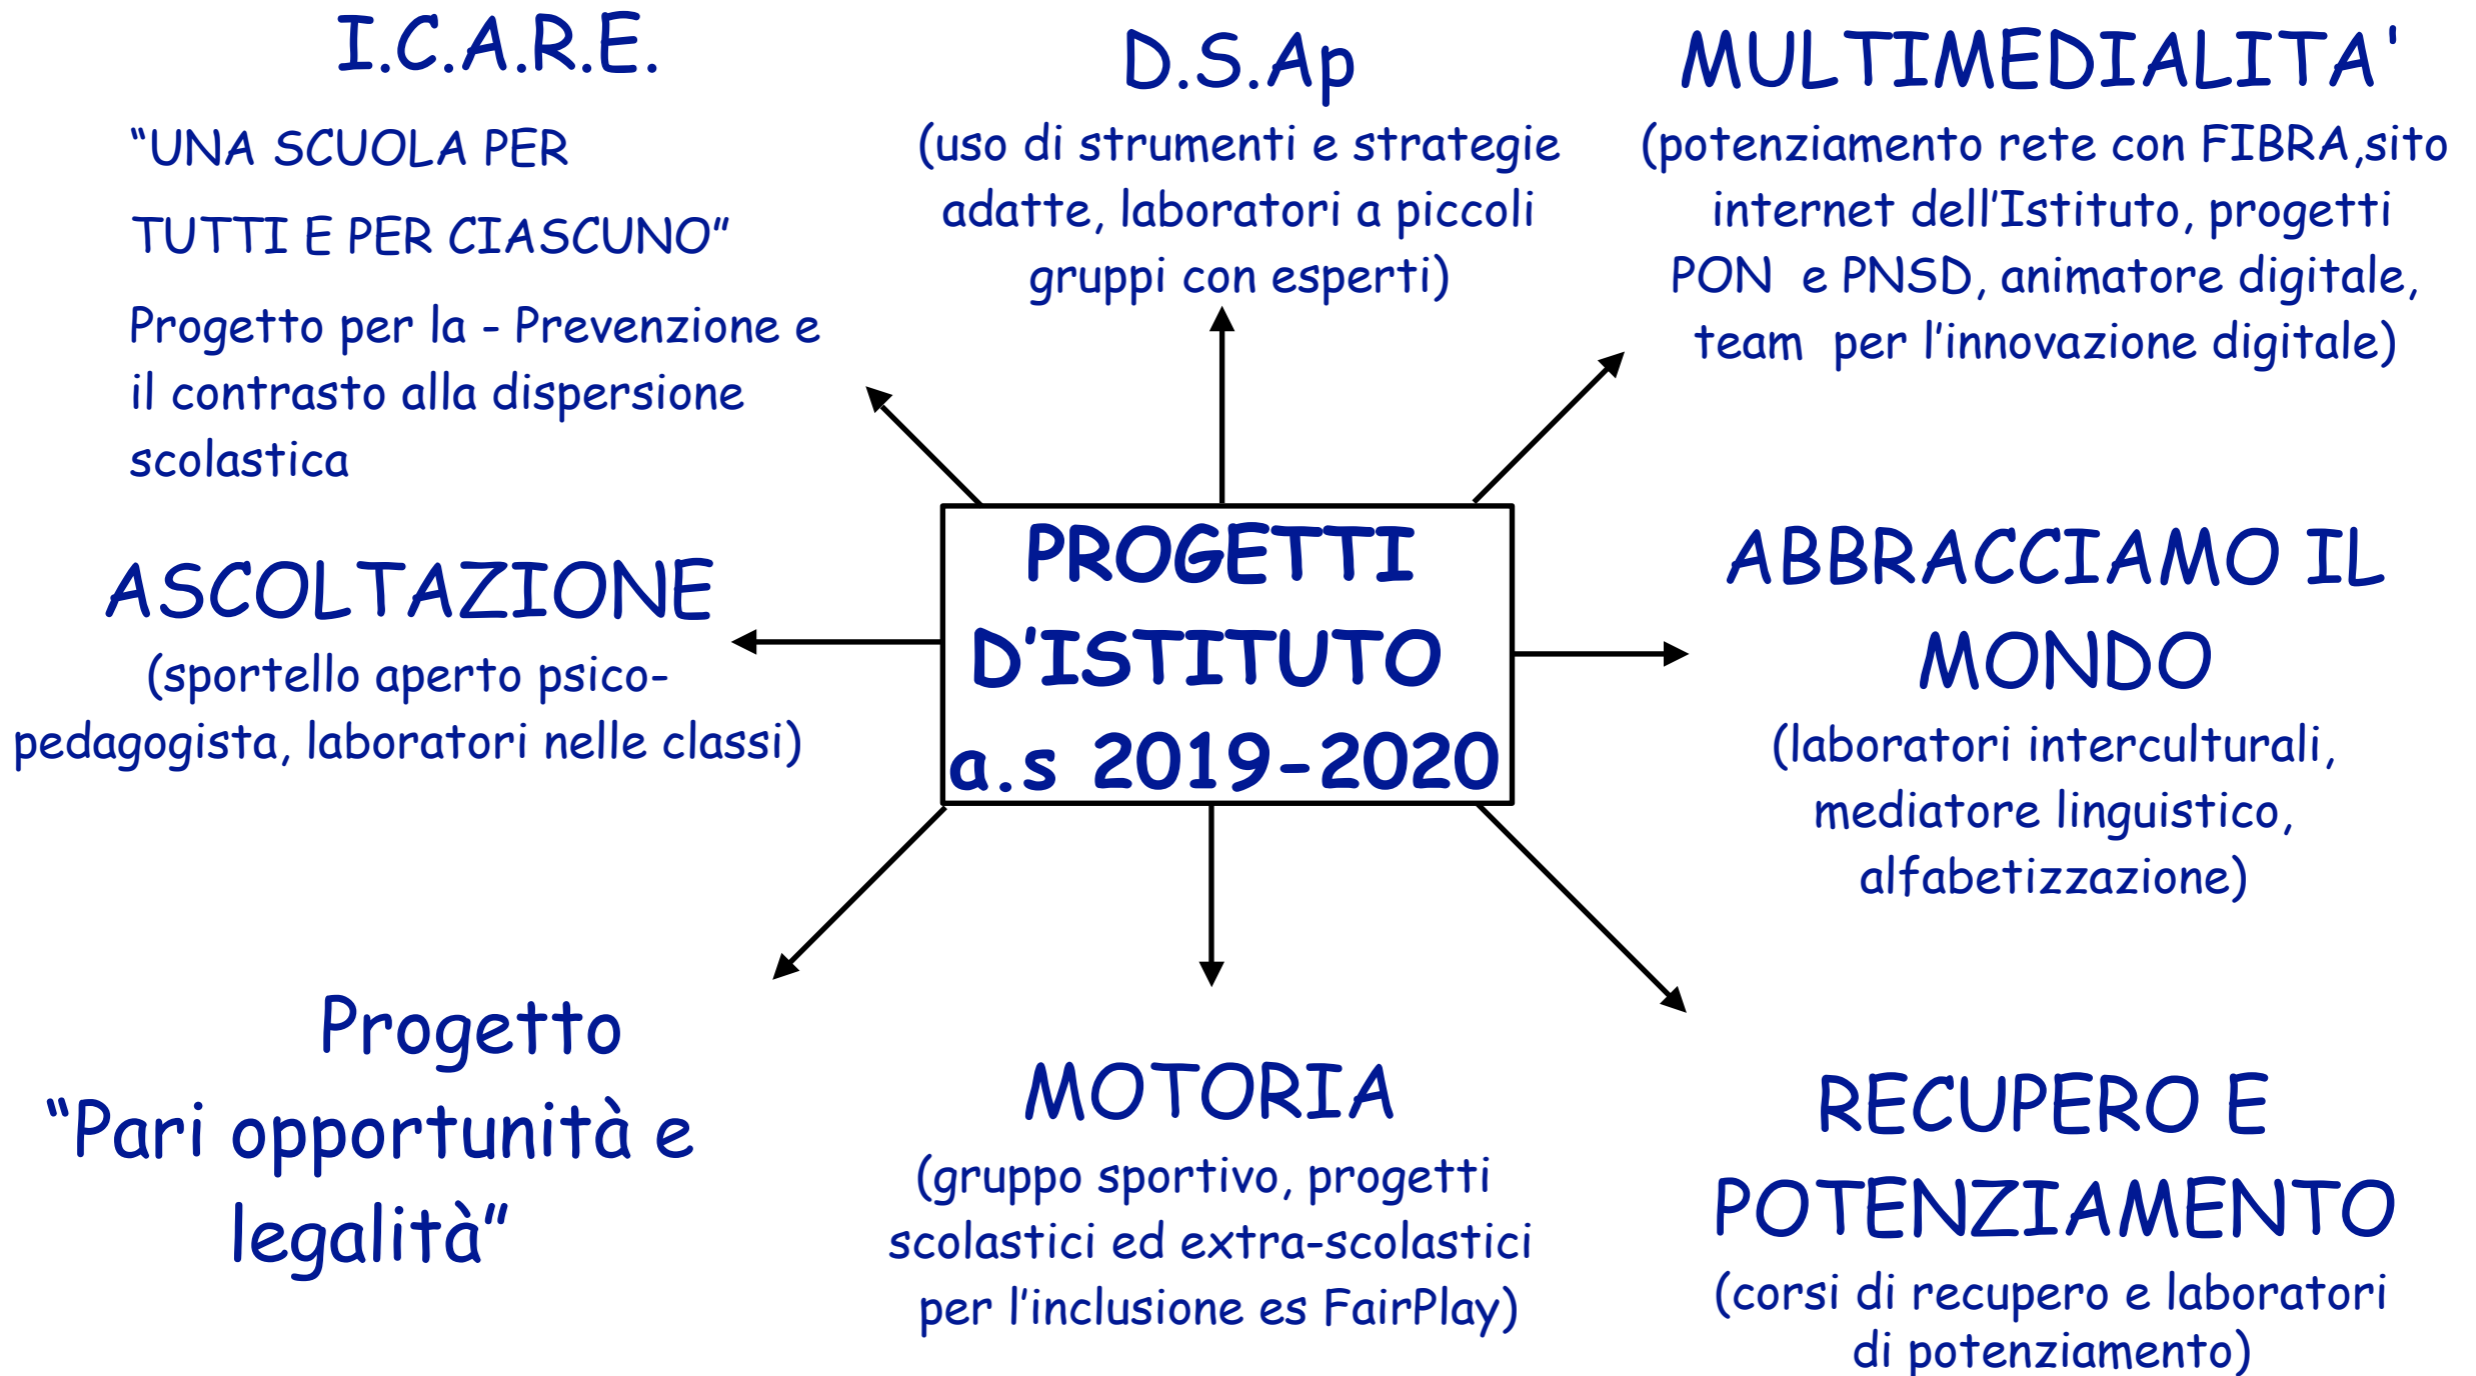 I.C.A.R.E.
"UNA SCUOLA PER
TUTTI E PER CIASCUNO"
Progetto per la - Prevenzione e
il contrasto alla dispersione
scolastica
D.S.Ap
(uso di strumenti e strategie
adatte, laboratori a piccoli
gruppi con esperti)
MULTIMEDIALITA'
(potenziamento rete con FIBRA,sito
internet dell'Istituto, progetti
PON e PNSD, animatore digitale,
team per l'innovazione digitale)
ASCOLTAZIONE
(sportello aperto psico-
pedagogista, laboratori nelle classi)
PROGETTI
D'ISTITUTO
a.s 2019-2020
ABBRACCIAMO IL
MONDO
(laboratori interculturali,
mediatore linguistico,
alfabetizzazione)
Progetto
"Pari opportunità e
legalità"
MOTORIA
(gruppo sportivo, progetti
scolastici ed extra-scolastici
per l'inclusione es FairPlay)
RECUPERO E
POTENZIAMENTO
(corsi di recupero e laboratori
di potenziamento)